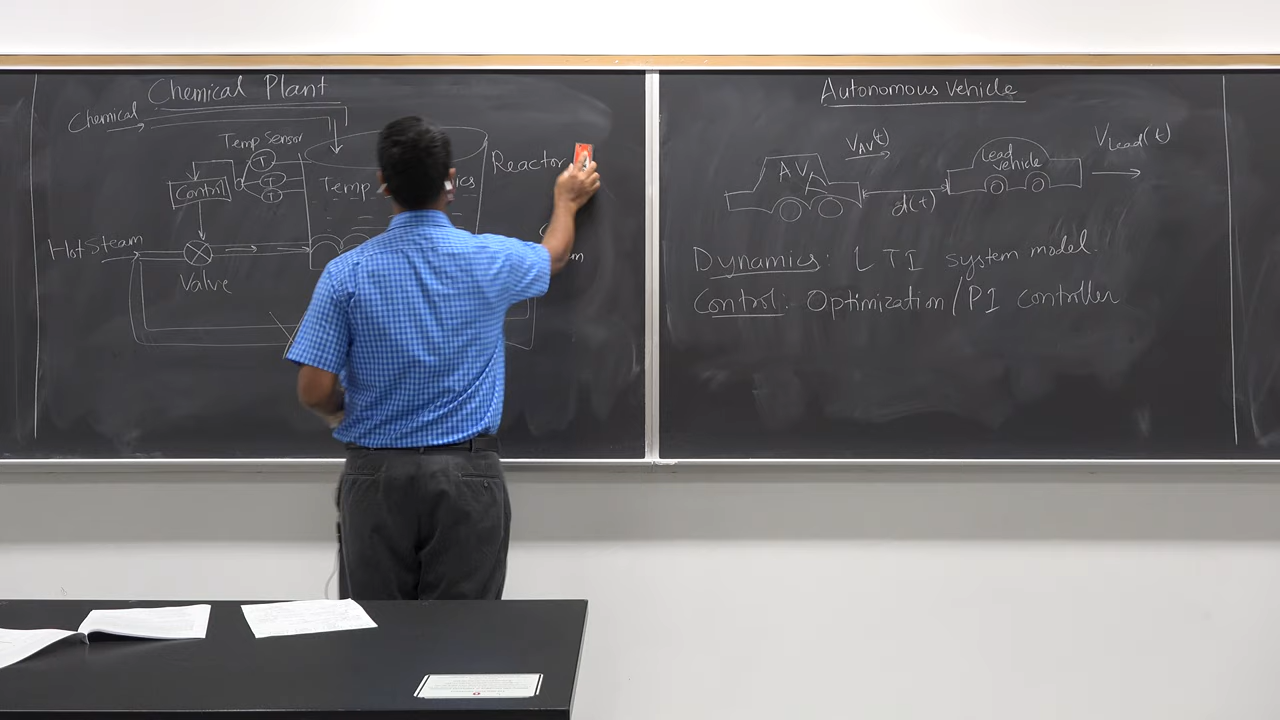 Chemical Plant
Chemical
Temp Sensor
T
T
T
Control
Temp
Reactor
Hot Steam
Valve
Autonomous Vehicle
V_AV(t)
V_Lead(t)
AV
Lead vehicle
d(t)
Dynamics: LTI system model
Control: Optimization/PI controller